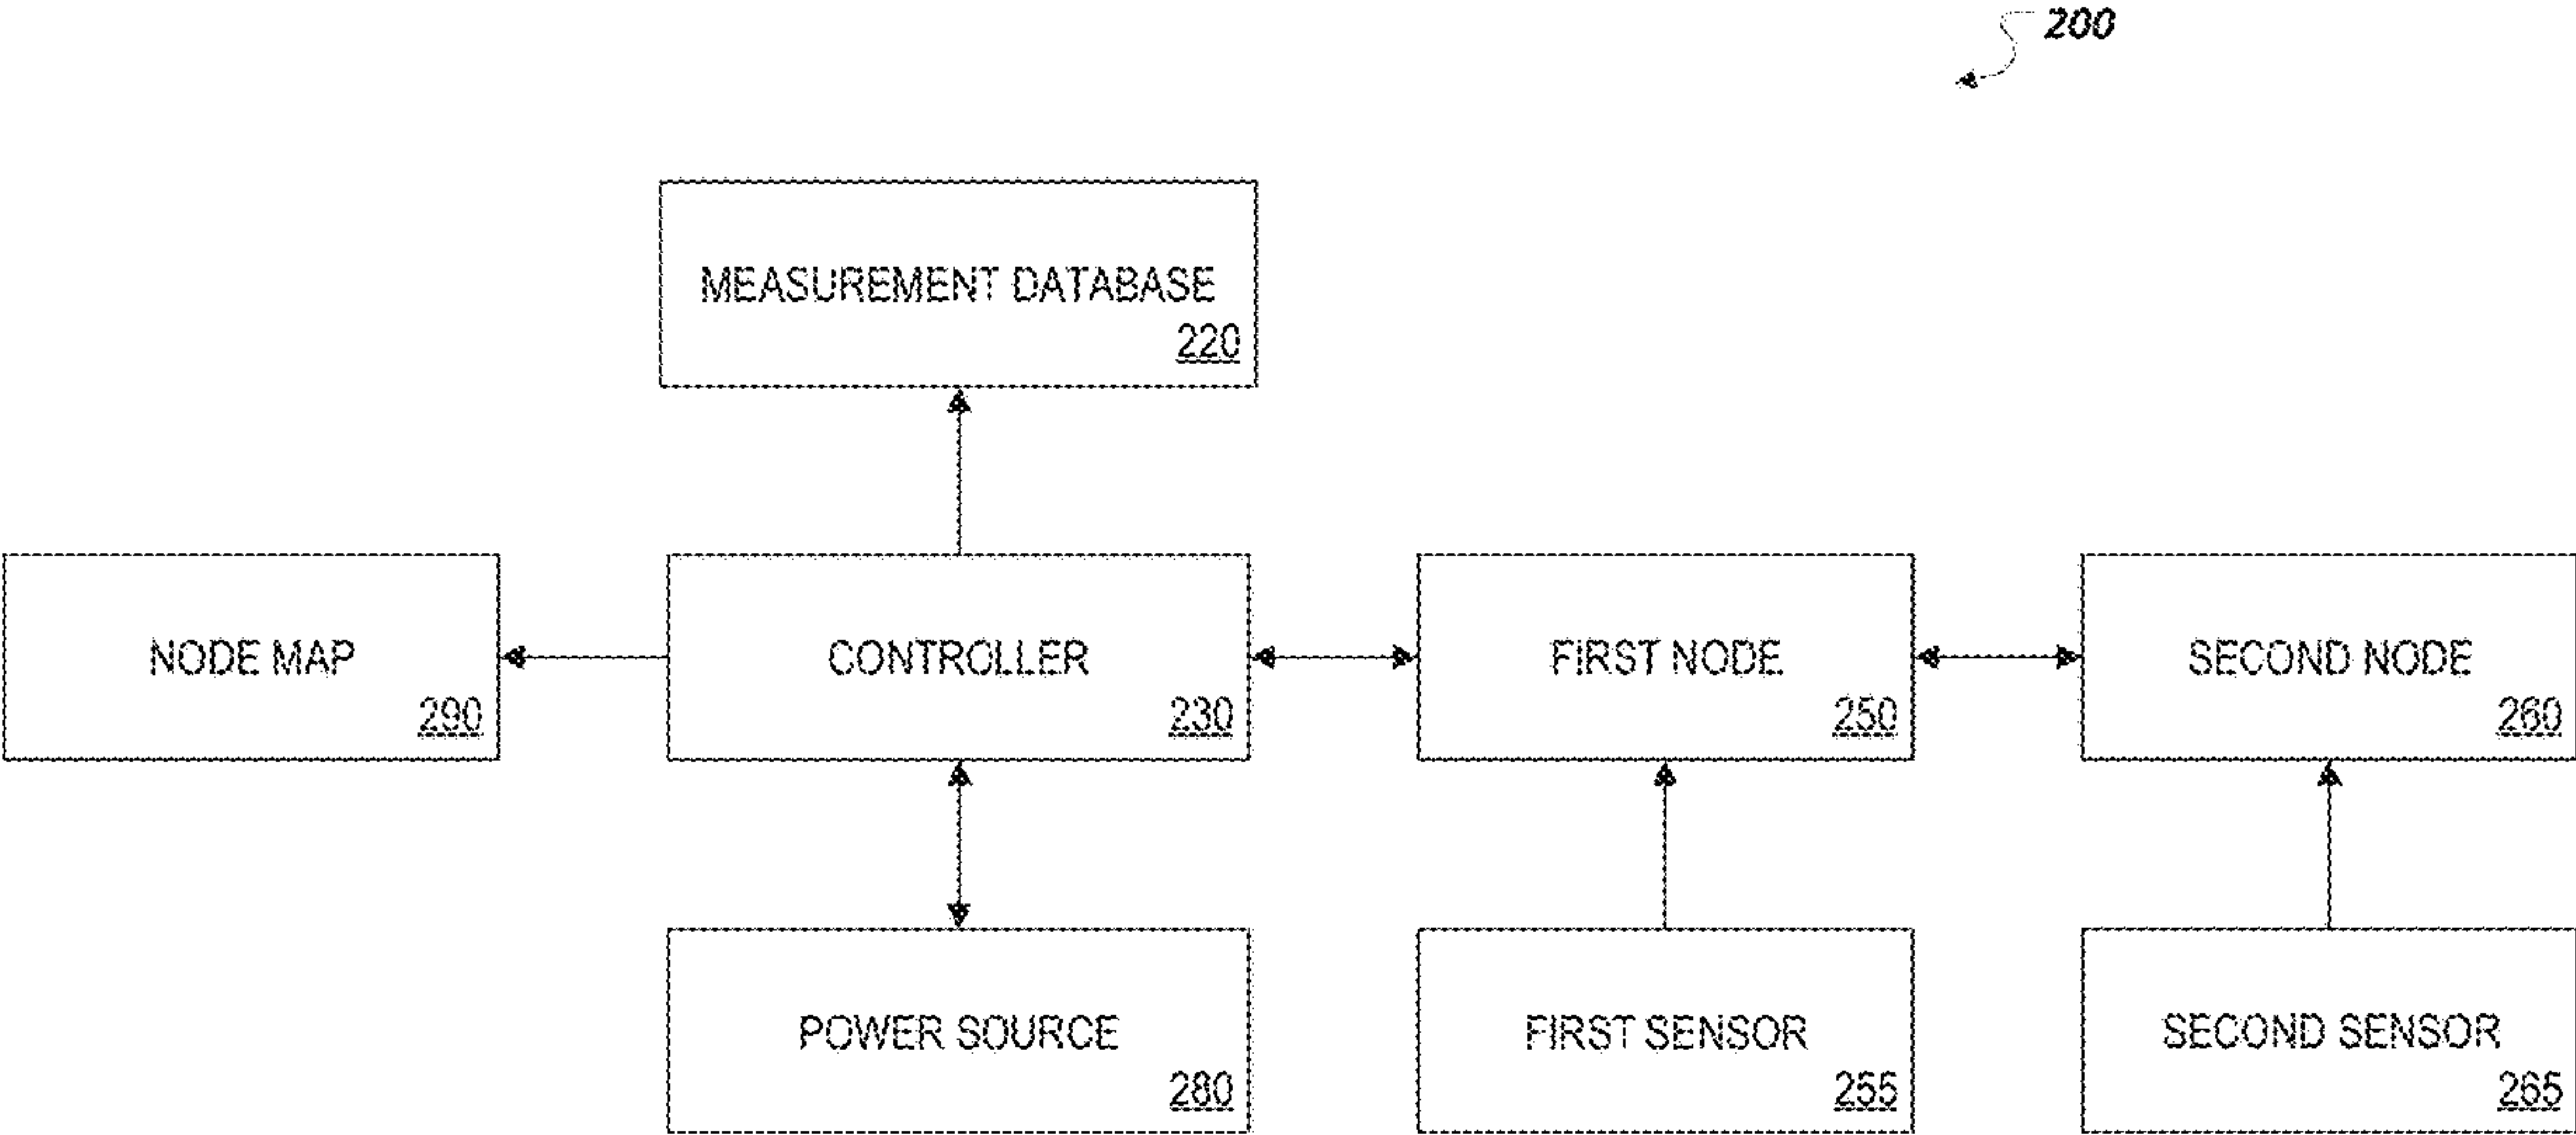 200
MEASUREMENT DATABASE
220
NODE MAP
290
CONTROLLER
230
FIRST NODE
250
SECOND NODE
260
POWER SOURCE
280
FIRST SENSOR
255
SECOND SENSOR
265